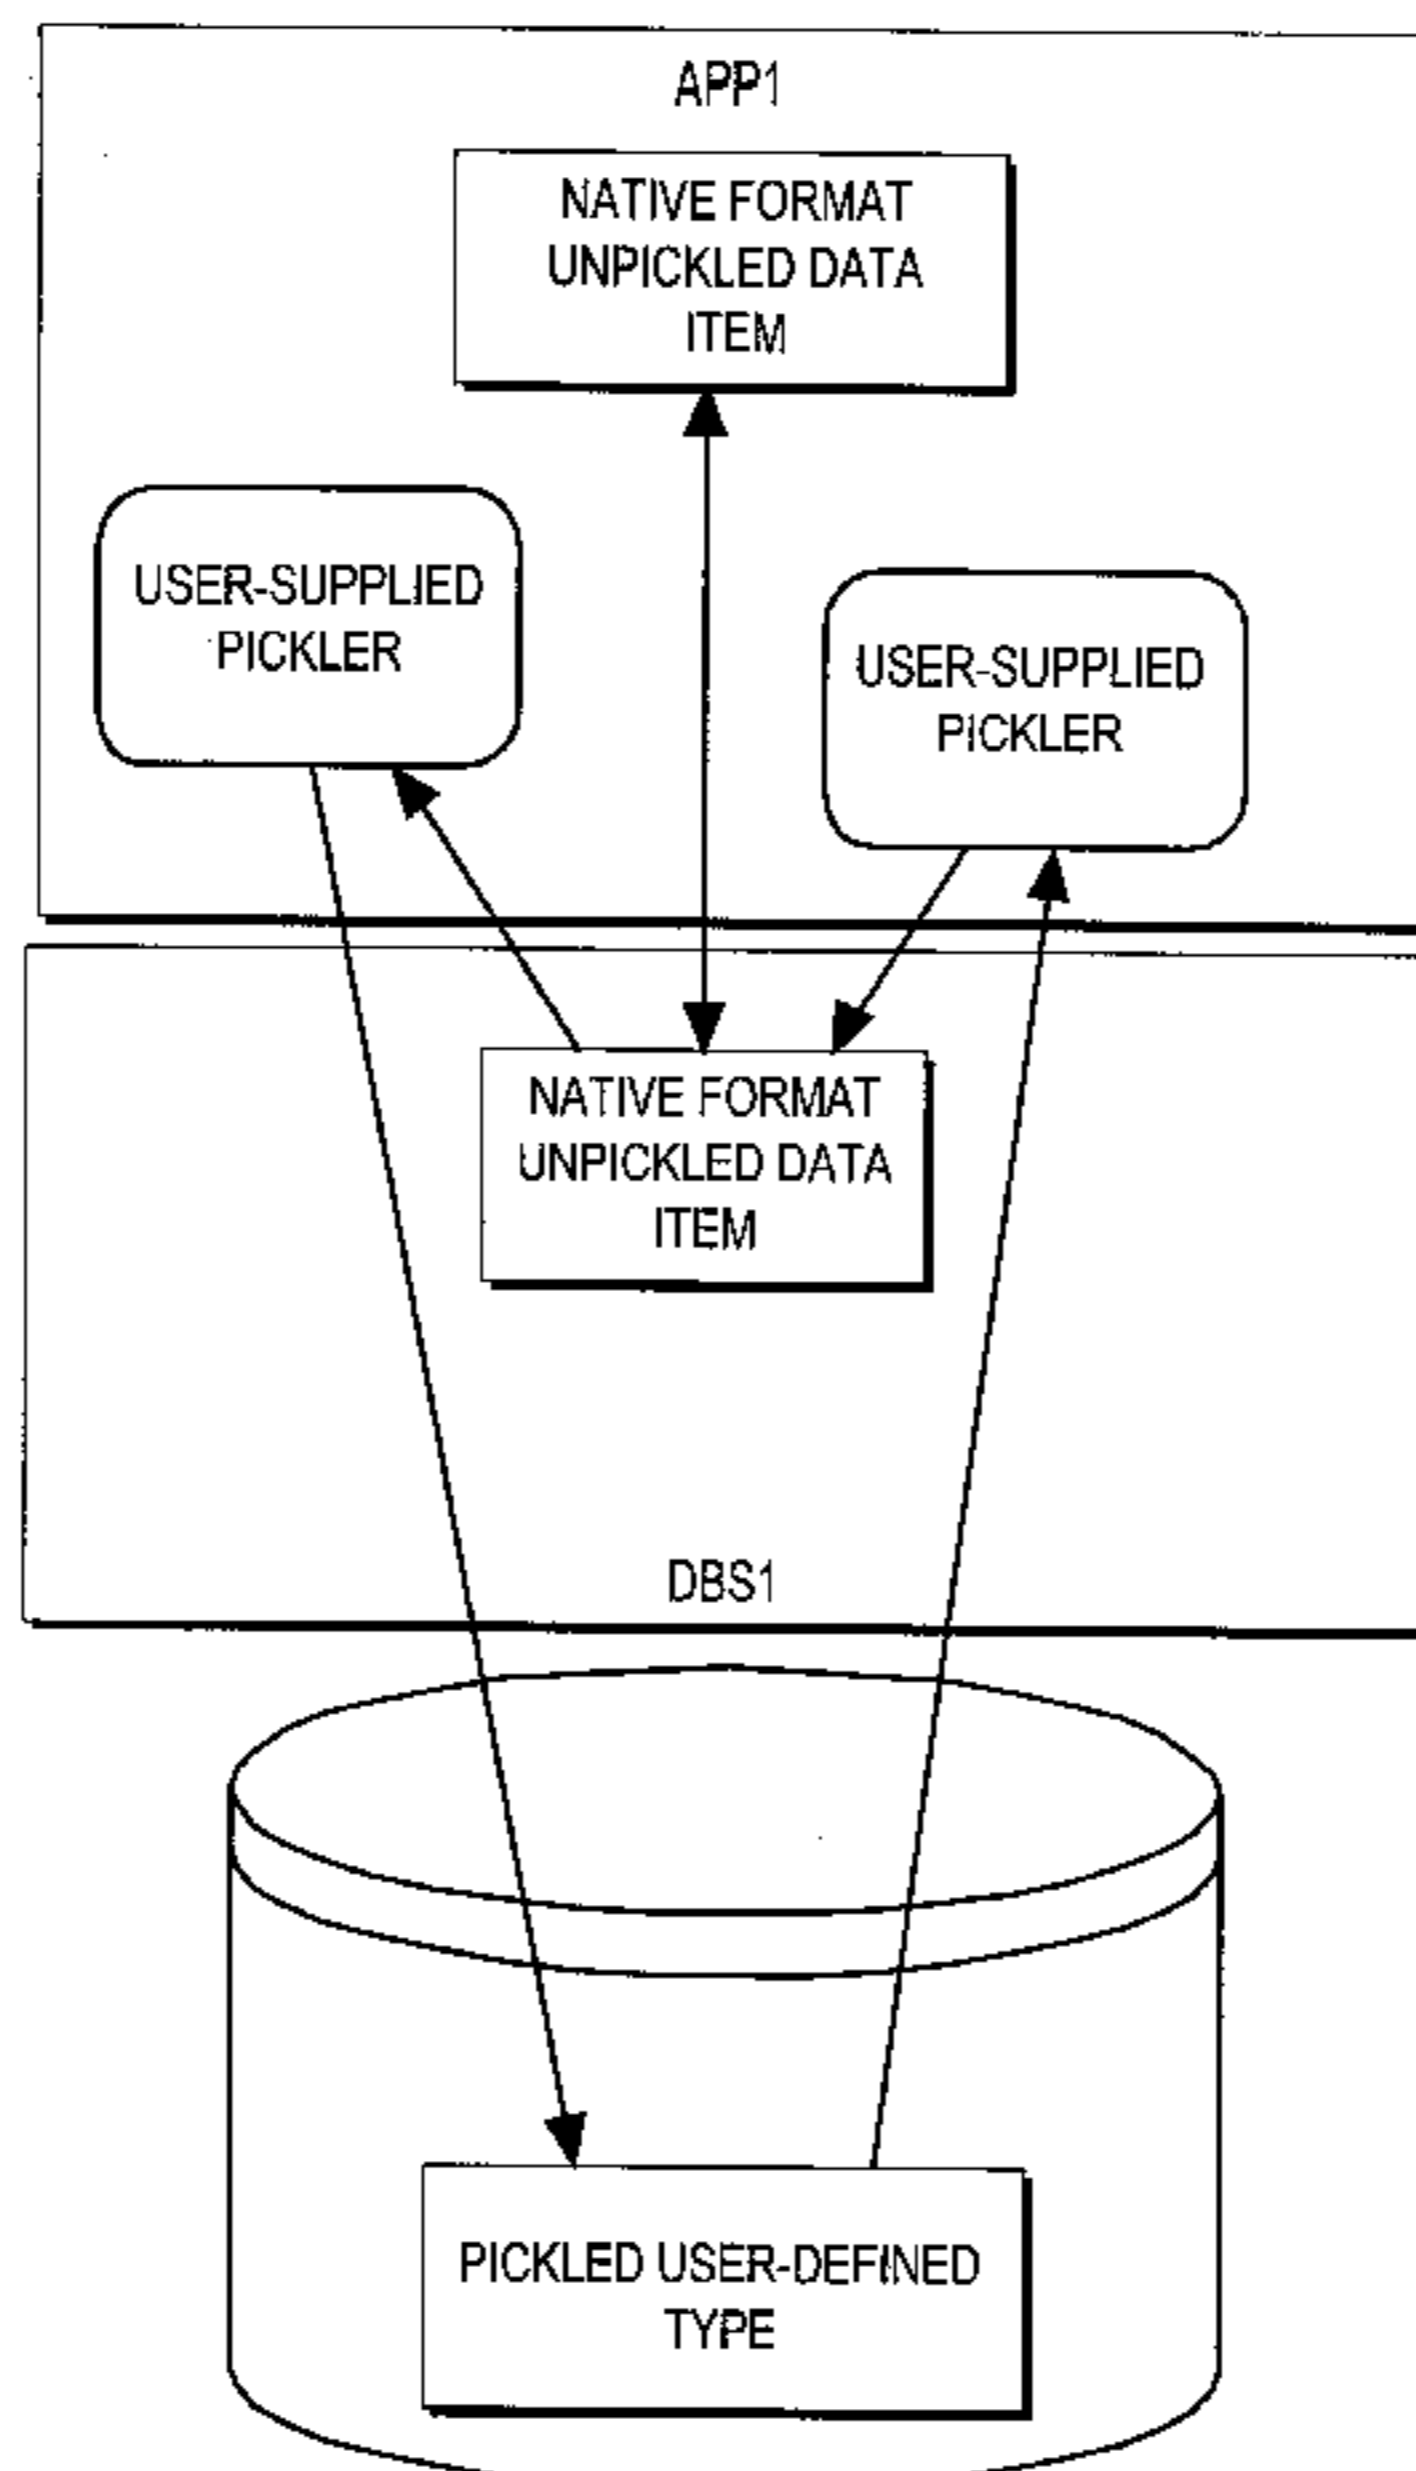 APP1
NATIVE FORMAT
UNPICKLED DATA
ITEM
USER-SUPPLIED
PICKLER
USER-SUPPLIED
PICKLER
NATIVE FORMAT
UNPICKLED DATA
ITEM
DBS1
PICKLED USER-DEFINED
TYPE